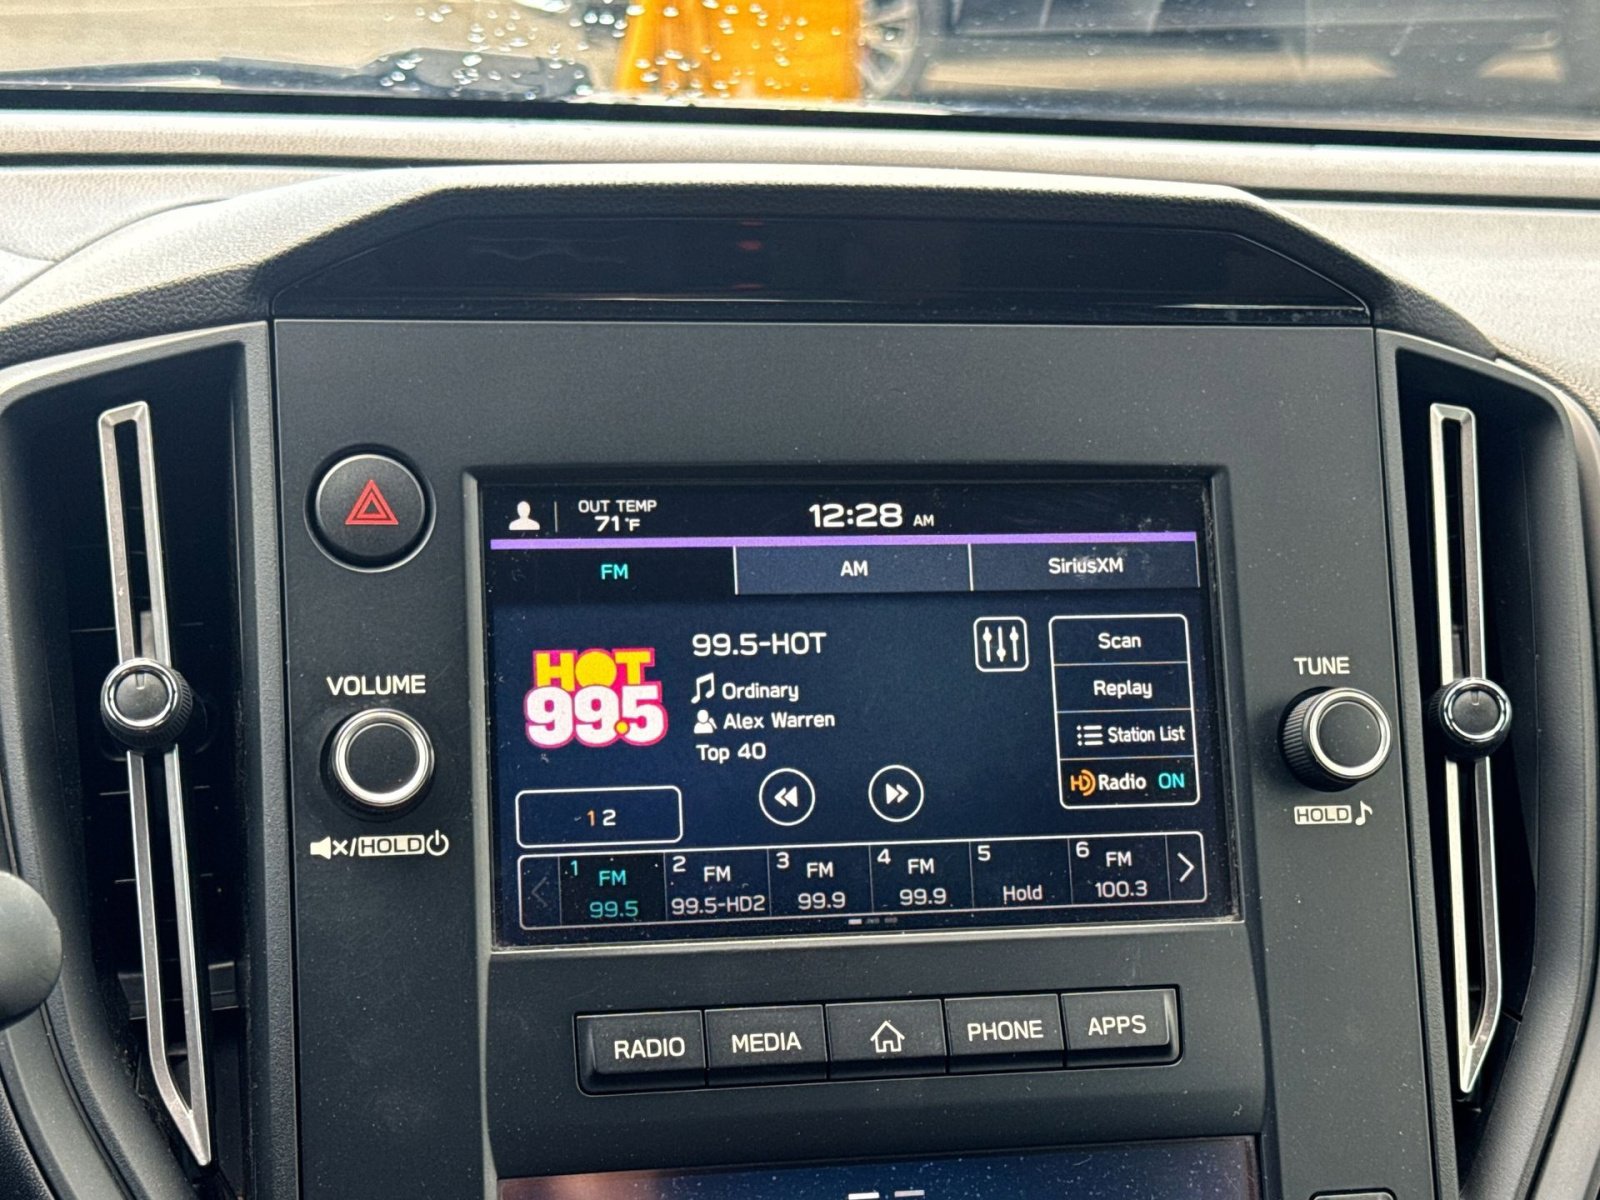 OUT TEMP
71°F
12:28 AM
FM
AM
SiriusXM
HOT
99.5
99.5-HOT
Ordinary
Alex Warren
Top 40
Scan
Replay
Station List
HD Radio ON
1 2
1 FM 99.5
2 FM 99.5-HD2
3 FM 99.9
4 FM 99.9
5 Hold
6 FM 100.3
VOLUME
/HOLD
TUNE
HOLD
RADIO
MEDIA
PHONE
APPS